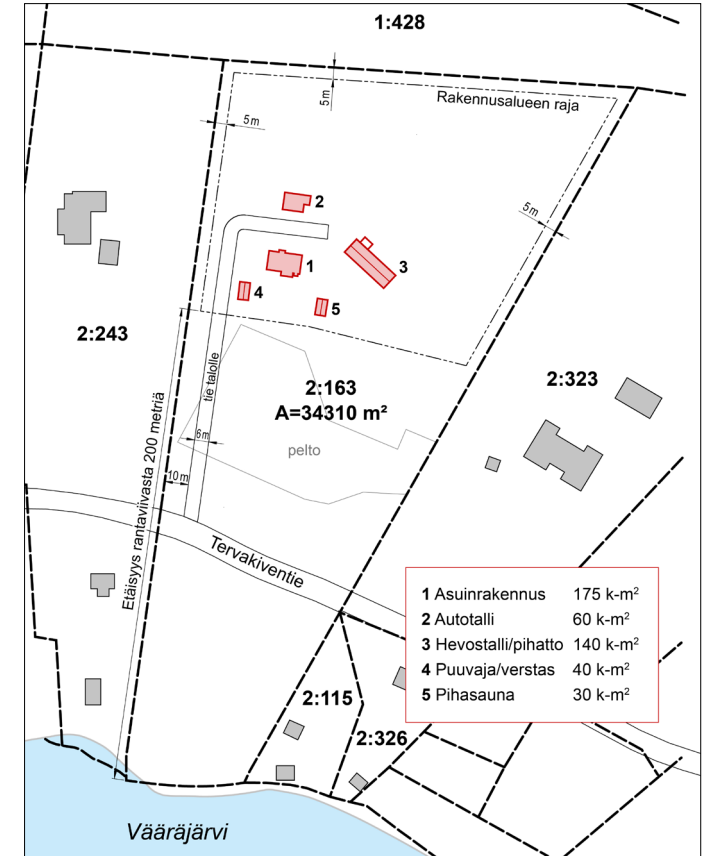 1:428
5m
Rakennusalueen raja
5m
5m
2
1
3
4
5
2:243
tie talolle
2:163
A=34310 m²
2:323
Etäisyys rantaviivasta 200 metriä
6m
pelto
10m
Tervakiventie
1 Asuinrakennus 175 k-m²
2 Autotalli 60 k-m²
3 Hevostalli/pihatto 140 k-m²
4 Puuvaja/verstas 40 k-m²
5 Pihasauna 30 k-m²
2:115
2:326
Vääräjärvi